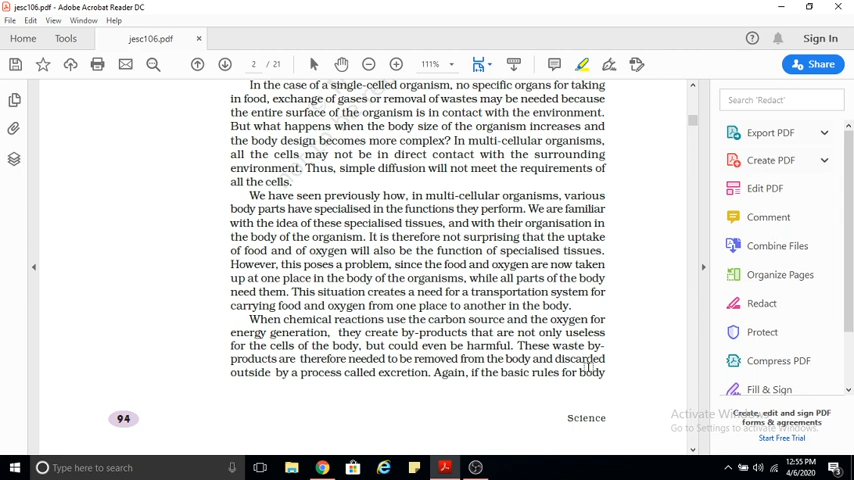 jesc106.pdf - Adobe Acrobat Reader DC
File Edit View Window Help
Home Tools jesc106.pdf × Sign In
2 / 21 111% Share
In the case of a single-celled organism, no specific organs for taking
in food, exchange of gases or removal of wastes may be needed because
the entire surface of the organism is in contact with the environment.
But what happens when the body size of the organism increases and
the body design becomes more complex? In multi-cellular organisms,
all the cells may not be in direct contact with the surrounding
environment. Thus, simple diffusion will not meet the requirements of
all the cells.
We have seen previously how, in multi-cellular organisms, various
body parts have specialised in the functions they perform. We are familiar
with the idea of these specialised tissues, and with their organisation in
the body of the organism. It is therefore not surprising that the uptake
of food and of oxygen will also be the function of specialised tissues.
However, this poses a problem, since the food and oxygen are now taken
up at one place in the body of the organisms, while all parts of the body
need them. This situation creates a need for a transportation system for
carrying food and oxygen from one place to another in the body.
When chemical reactions use the carbon source and the oxygen for
energy generation, they create by-products that are not only useless
for the cells of the body, but could even be harmful. These waste by-
products are therefore needed to be removed from the body and discarded
outside by a process called excretion. Again, if the basic rules for body
94
Science
Search 'Redact'
Export PDF
Create PDF
Edit PDF
Comment
Combine Files
Organize Pages
Redact
Protect
Compress PDF
Fill & Sign
Create, edit and sign PDF
forms & agreements
Start Free Trial
Activate Windows
Go to Settings to activate Windows.
Type here to search
12:55 PM
4/6/2020
3